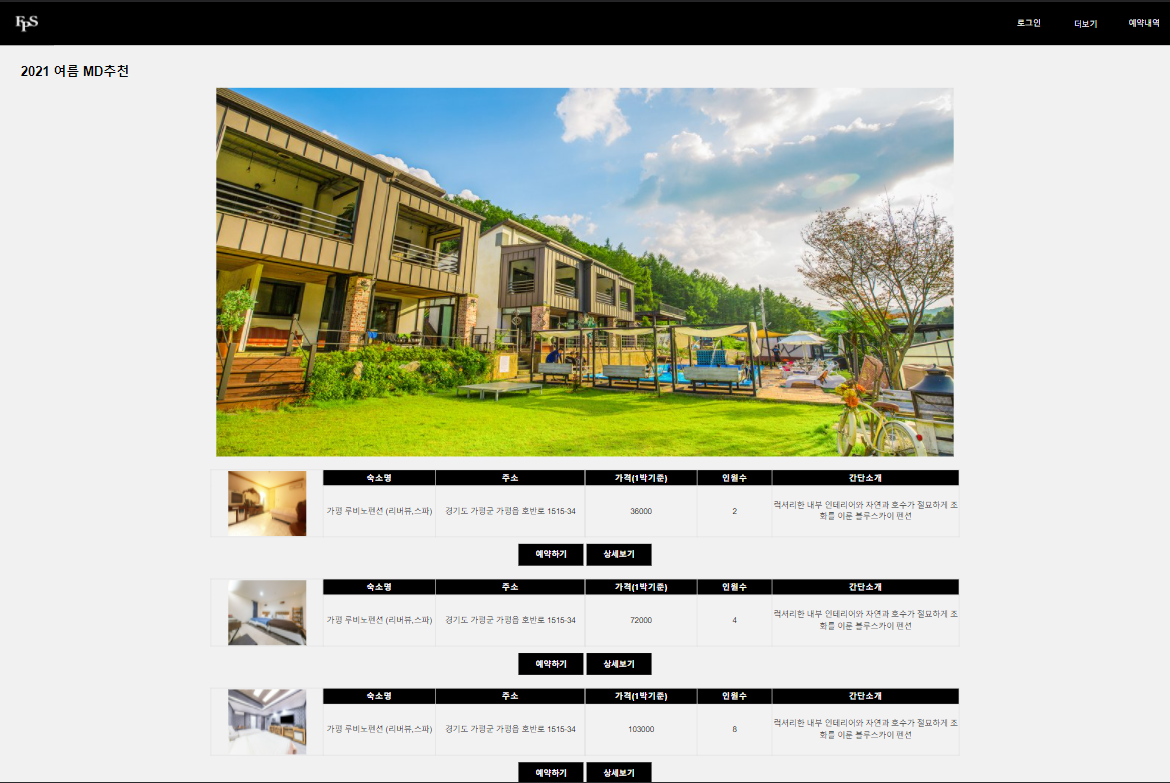 FPS
로그인 더보기 예약내역
2021 여름 MD추천
숙소명 주소 가격(1박기준) 인원수 간단소개
가평 루비노펜션 (리버뷰,스파) 경기도 가평군 가평읍 호반로 1515-34 36000 2 럭셔리한 내부 인테리어와 자연과 호수가 절묘하게 조
화를 이룬 블루스카이 펜션
예약하기 상세보기
숙소명 주소 가격(1박기준) 인원수 간단소개
가평 루비노펜션 (리버뷰,스파) 경기도 가평군 가평읍 호반로 1515-34 72000 4 럭셔리한 내부 인테리어와 자연과 호수가 절묘하게 조
화를 이룬 블루스카이 펜션
예약하기 상세보기
숙소명 주소 가격(1박기준) 인원수 간단소개
가평 루비노펜션 (리버뷰,스파) 경기도 가평군 가평읍 호반로 1515-34 103000 8 럭셔리한 내부 인테리어와 자연과 호수가 절묘하게 조
화를 이룬 블루스카이 펜션
예약하기 상세보기